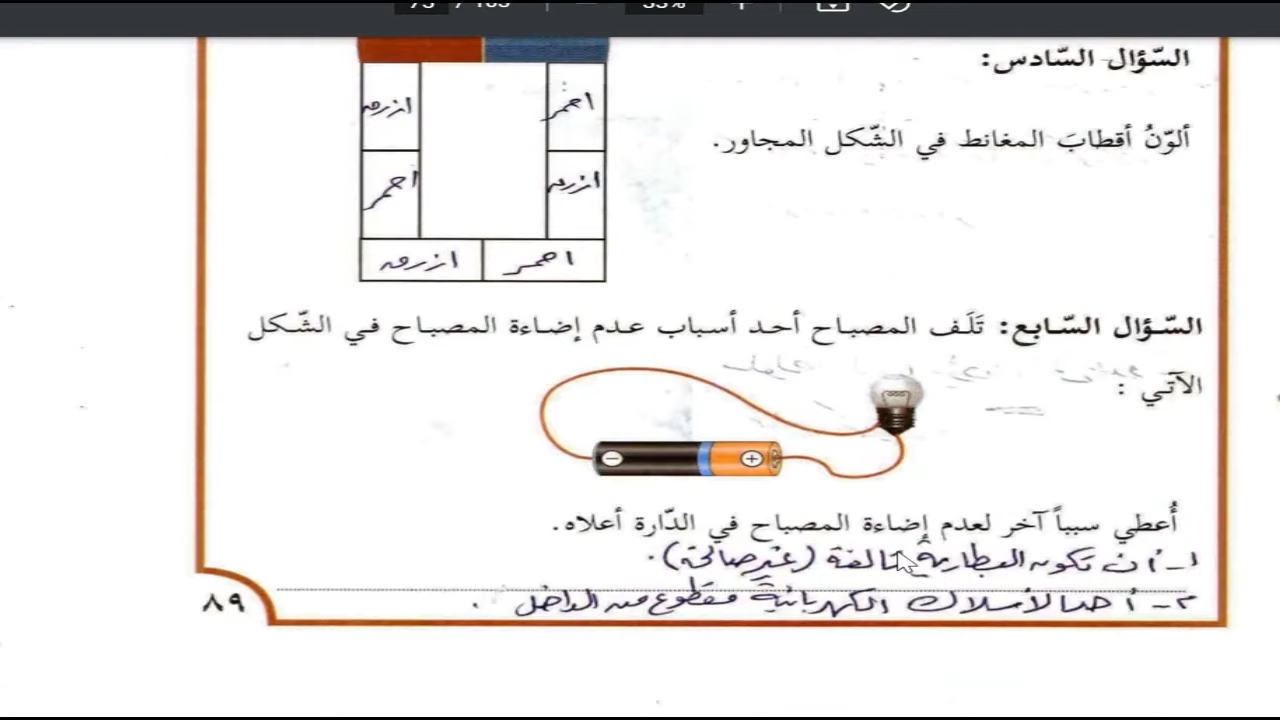 السّؤال السّادس:
ألوّنُ أقطابَ المغانط في الشّكل المجاور.
احمر
ازرق
ازرق
احمر
احمر
ازرق
السّؤال السّابع: تَلَف المصباح أحد أسباب عدم إضاءة المصباح في الشّكل
الآتي :
− +
أُعطي سبباً آخر لعدم إضاءة المصباح في الدّارة أعلاه.
١- أن تكون البطارية تالفة (غير صالحة).
٢- أحد الأسلاك الكهربائية مقطوع من الداخل .
٨٩